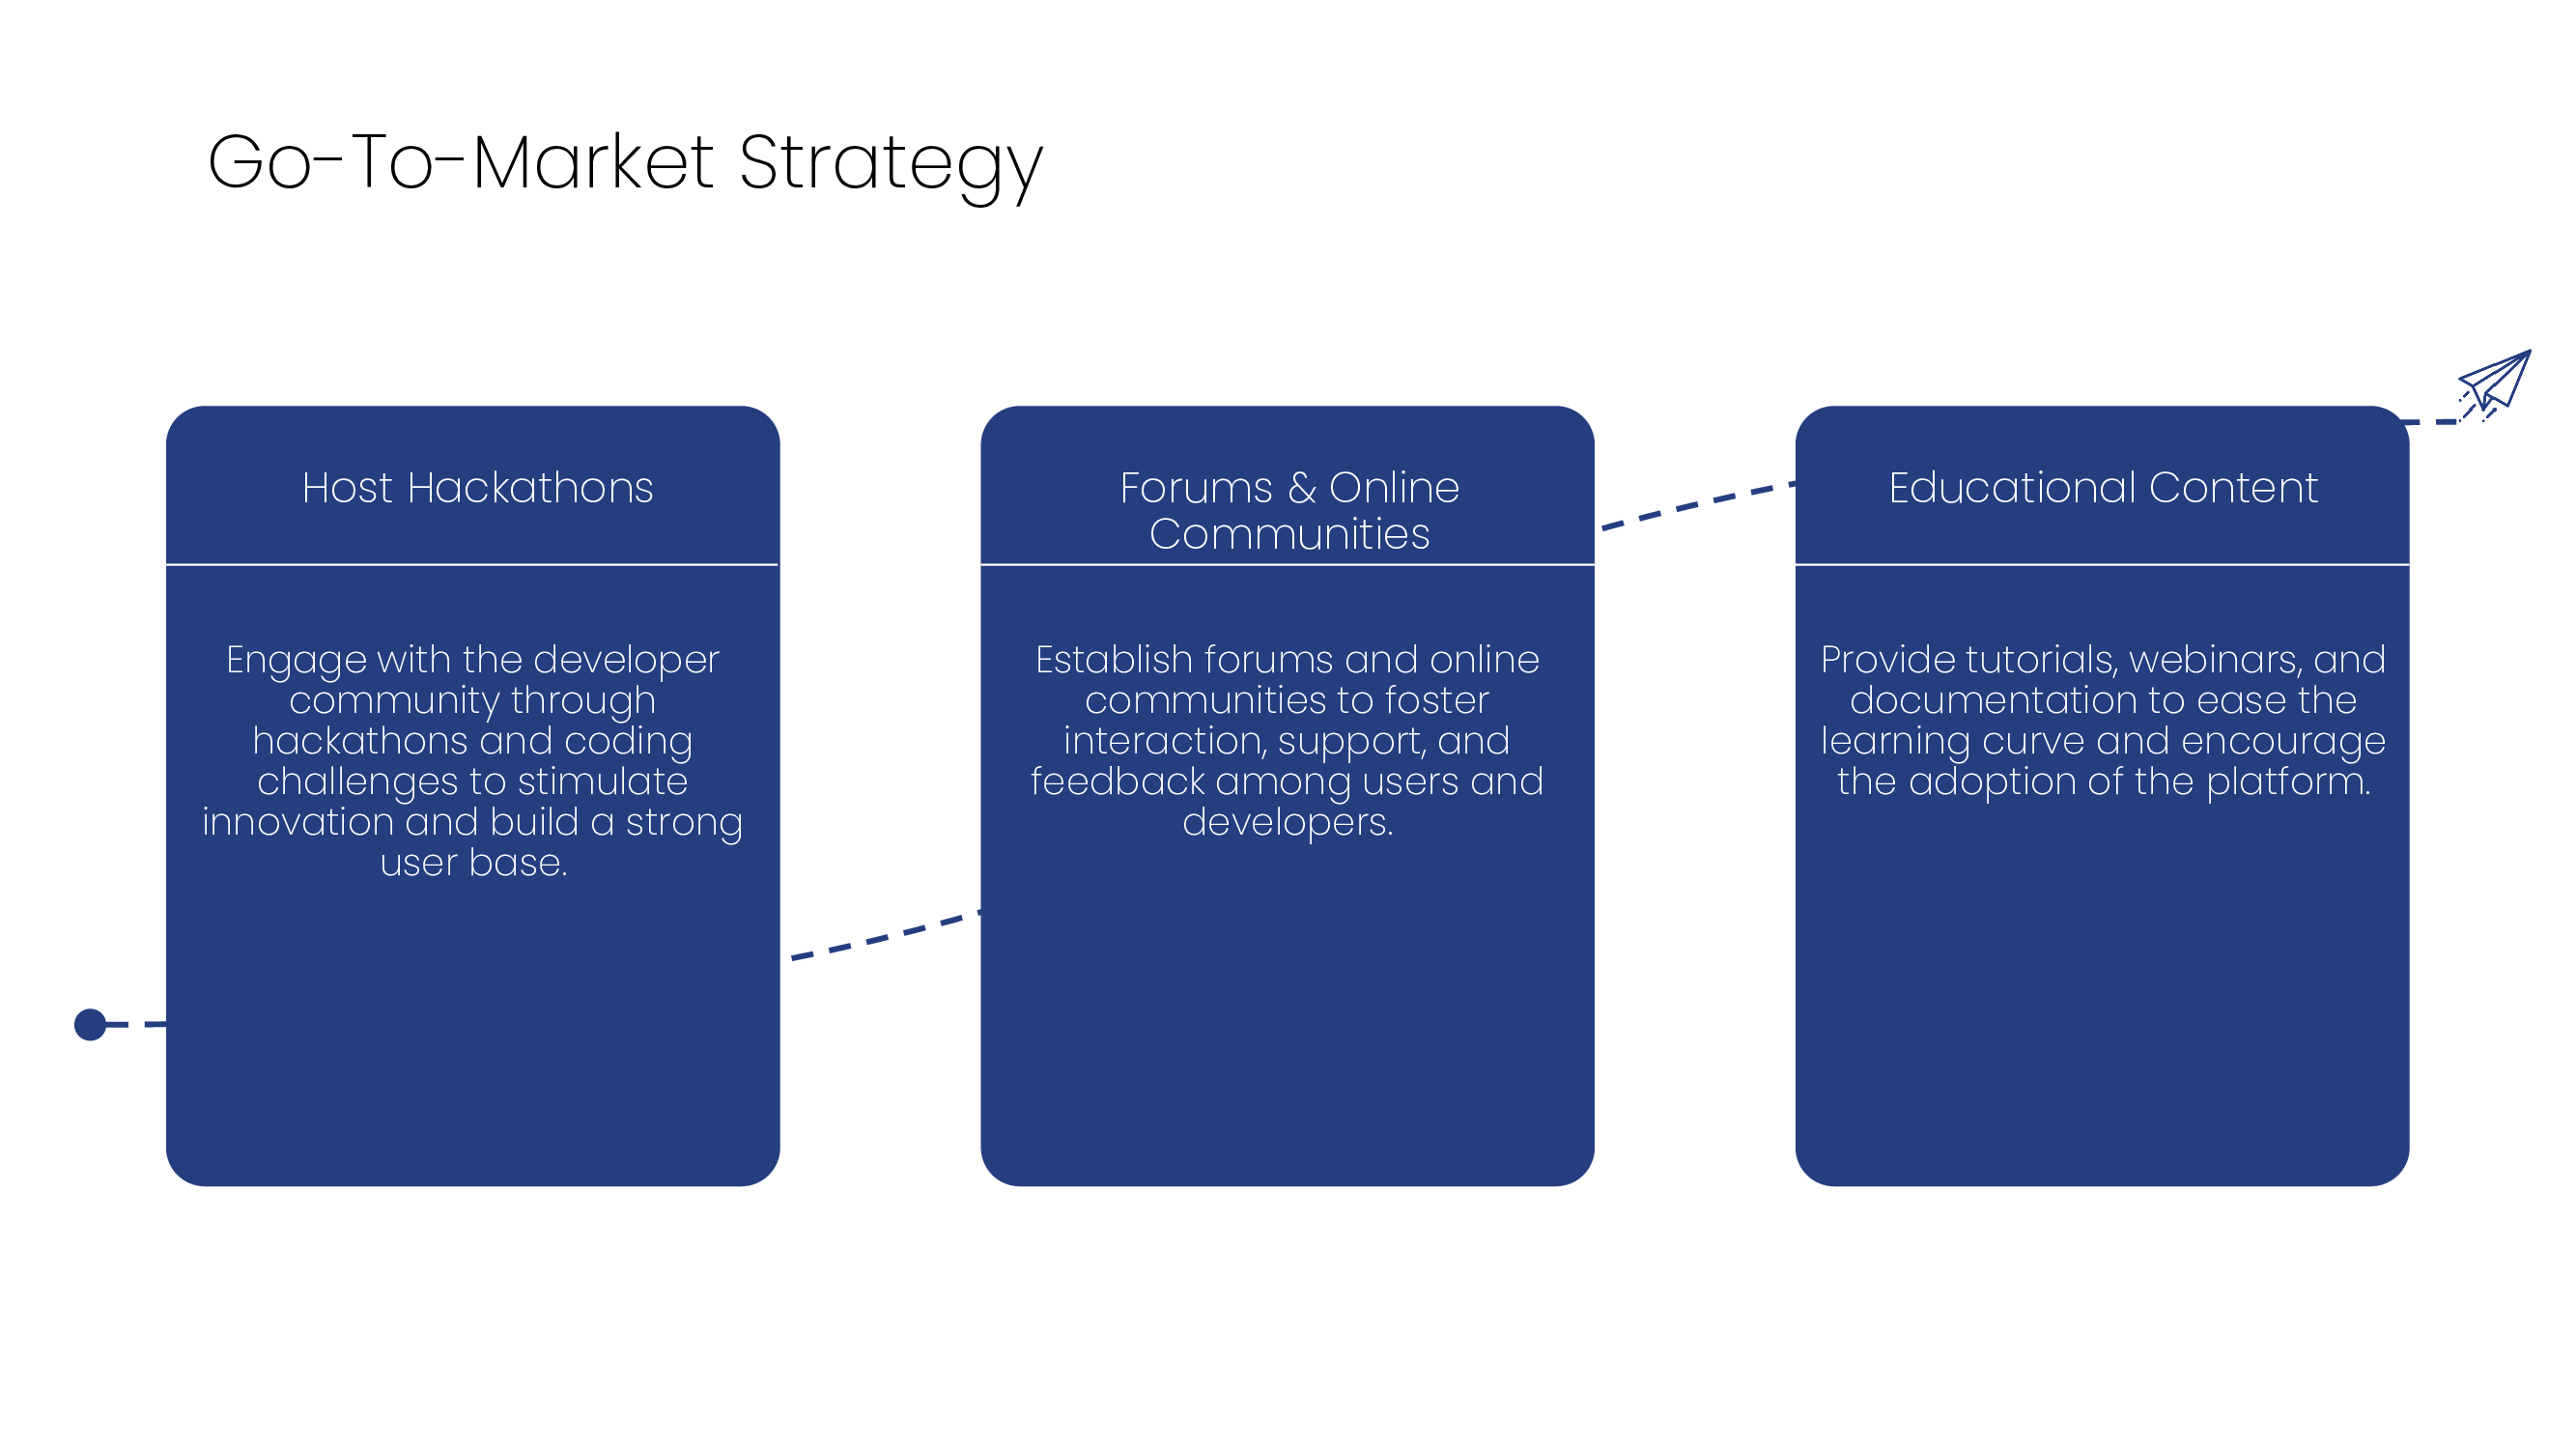 Go-To-Market Strategy
Host Hackathons
Engage with the developer
community through
hackathons and coding
challenges to stimulate
innovation and build a strong
user base.
Forums & Online
Communities
Establish forums and online
communities to foster
interaction, support, and
feedback among users and
developers.
Educational Content
Provide tutorials, webinars, and
documentation to ease the
learning curve and encourage
the adoption of the platform.